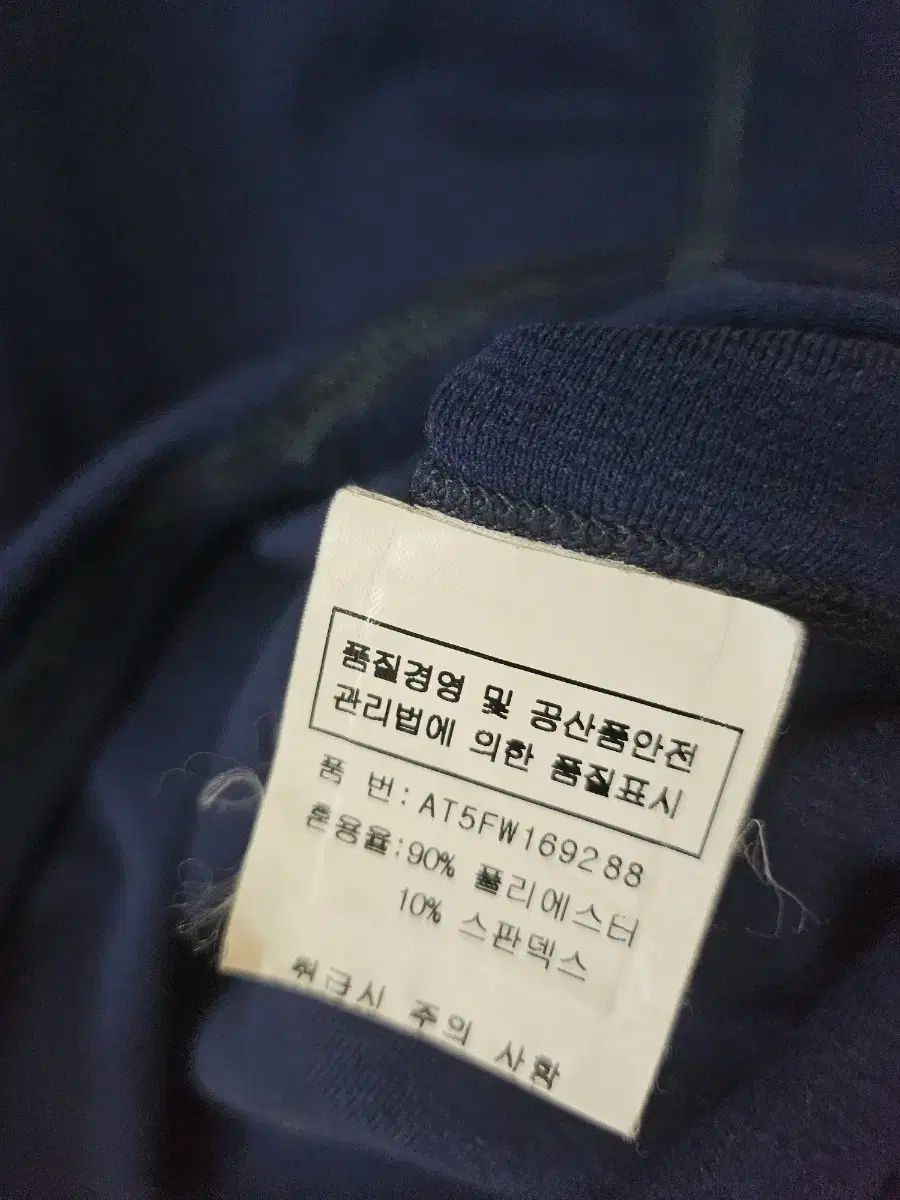 품질경영 및 공산품안전
관리법에 의한 품질표시
품 번: AT5FW169288
혼용율:90% 폴리에스터
10% 스판덱스
취급시 주의 사항